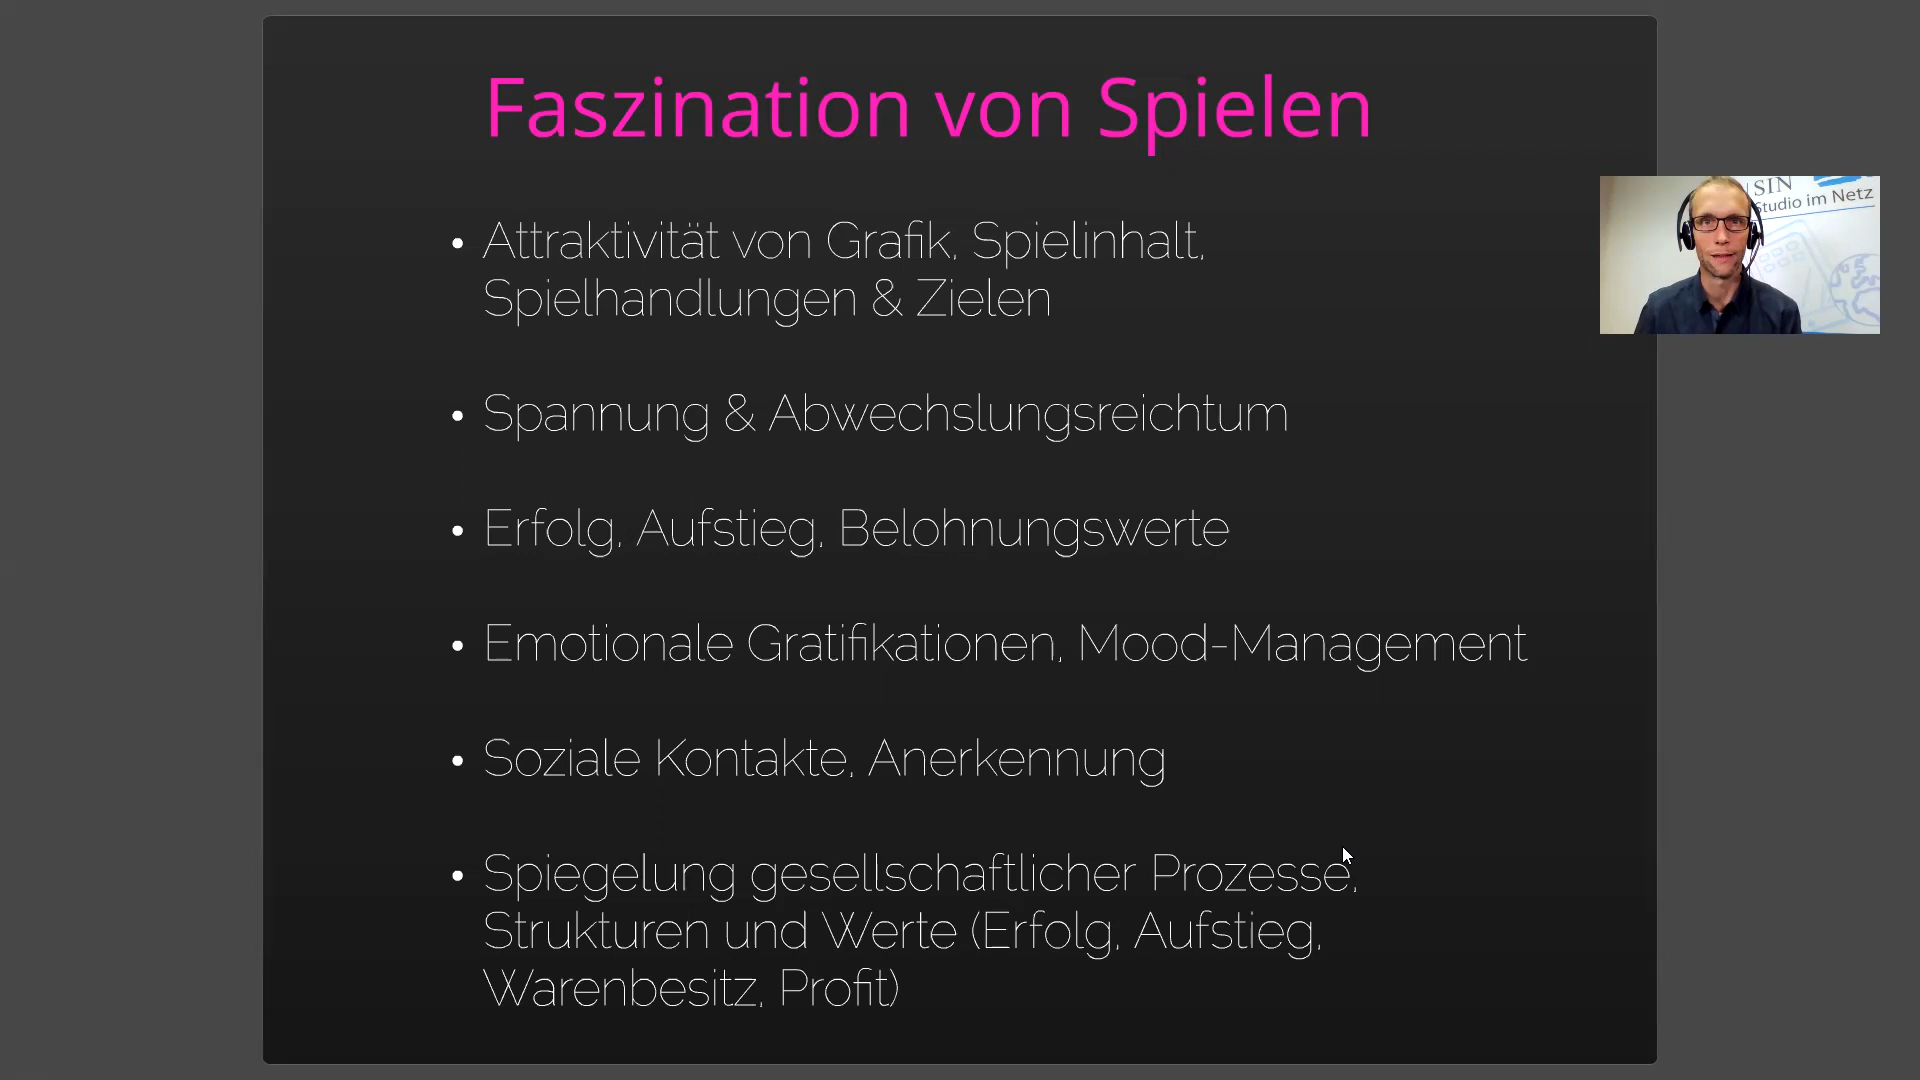 Faszination von Spielen
• Attraktivität von Grafik, Spielinhalt,
Spielhandlungen & Zielen
• Spannung & Abwechslungsreichtum
• Erfolg, Aufstieg, Belohnungswerte
• Emotionale Gratifikationen, Mood-Management
• Soziale Kontakte, Anerkennung
• Spiegelung gesellschaftlicher Prozesse,
Strukturen und Werte (Erfolg, Aufstieg,
Warenbesitz, Profit)
SIN
Studio im Netz